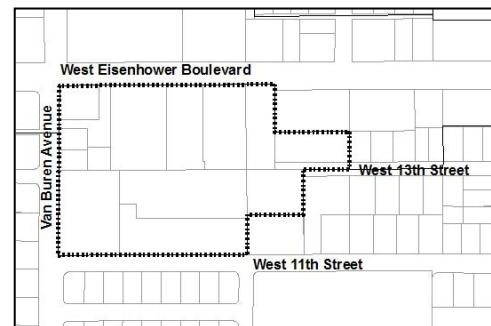 West Eisenhower Boulevard
Van Buren Avenue
West 13th Street
West 11th Street